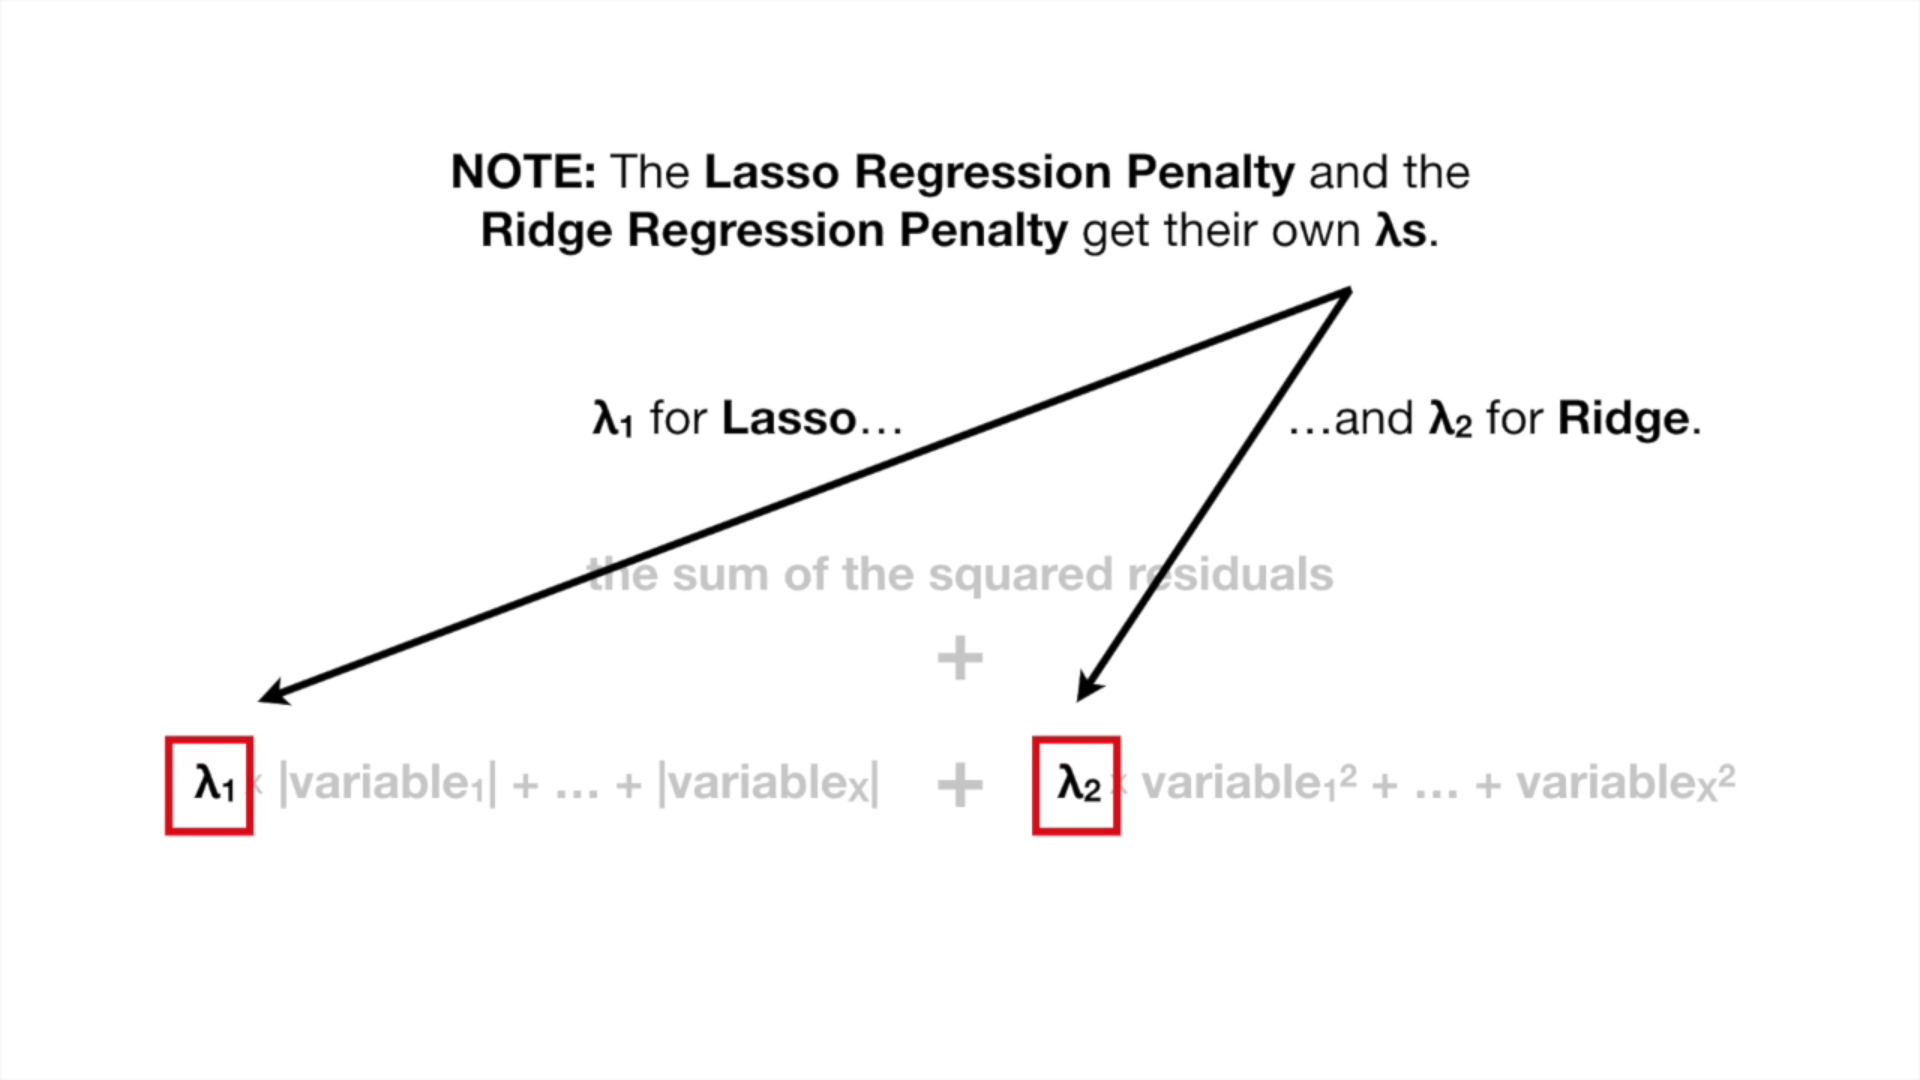 NOTE: The Lasso Regression Penalty and the
Ridge Regression Penalty get their own λs.
λ₁ for Lasso… …and λ₂ for Ridge.
the sum of the squared residuals
+
λ₁ x |variable₁| + … + |variableₓ| + λ₂ x variable₁² + … + variableₓ²